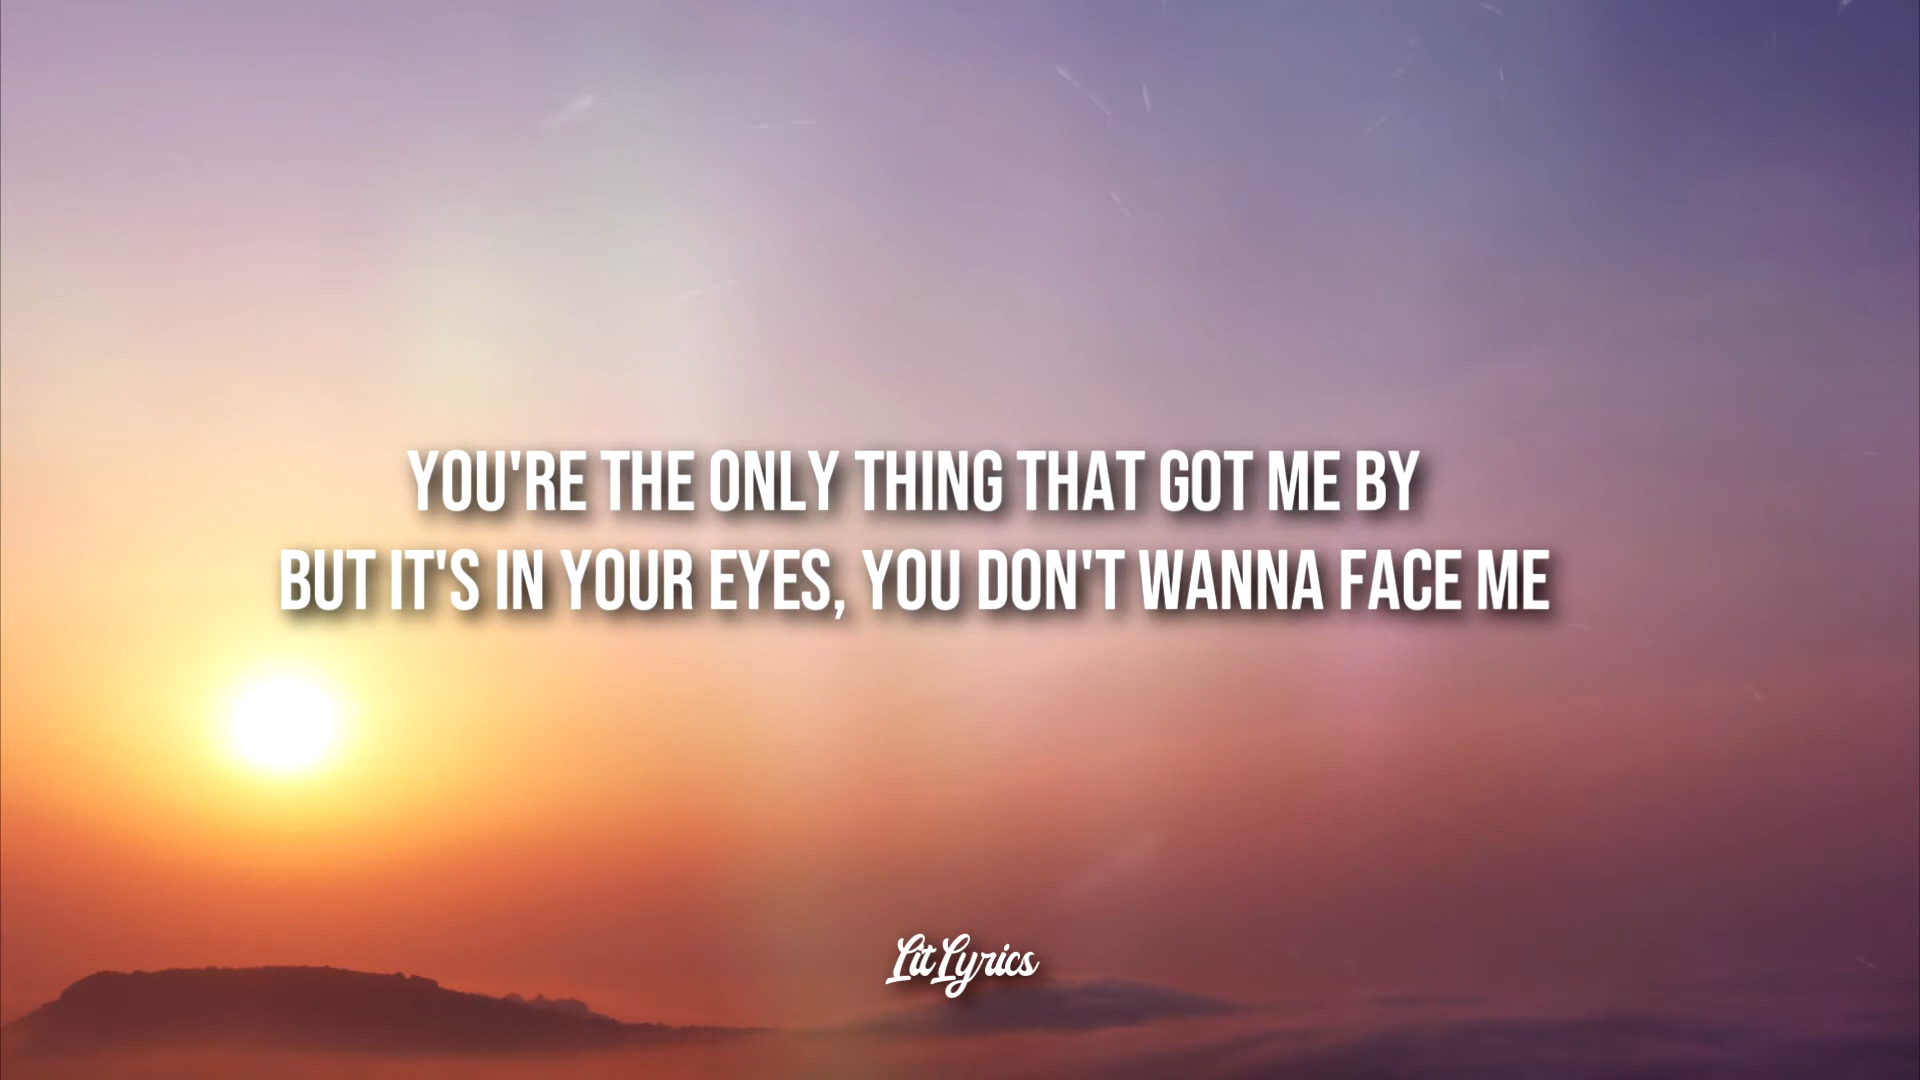 YOU'RE THE ONLY THING THAT GOT ME BY
BUT IT'S IN YOUR EYES, YOU DON'T WANNA FACE ME
LitLyrics